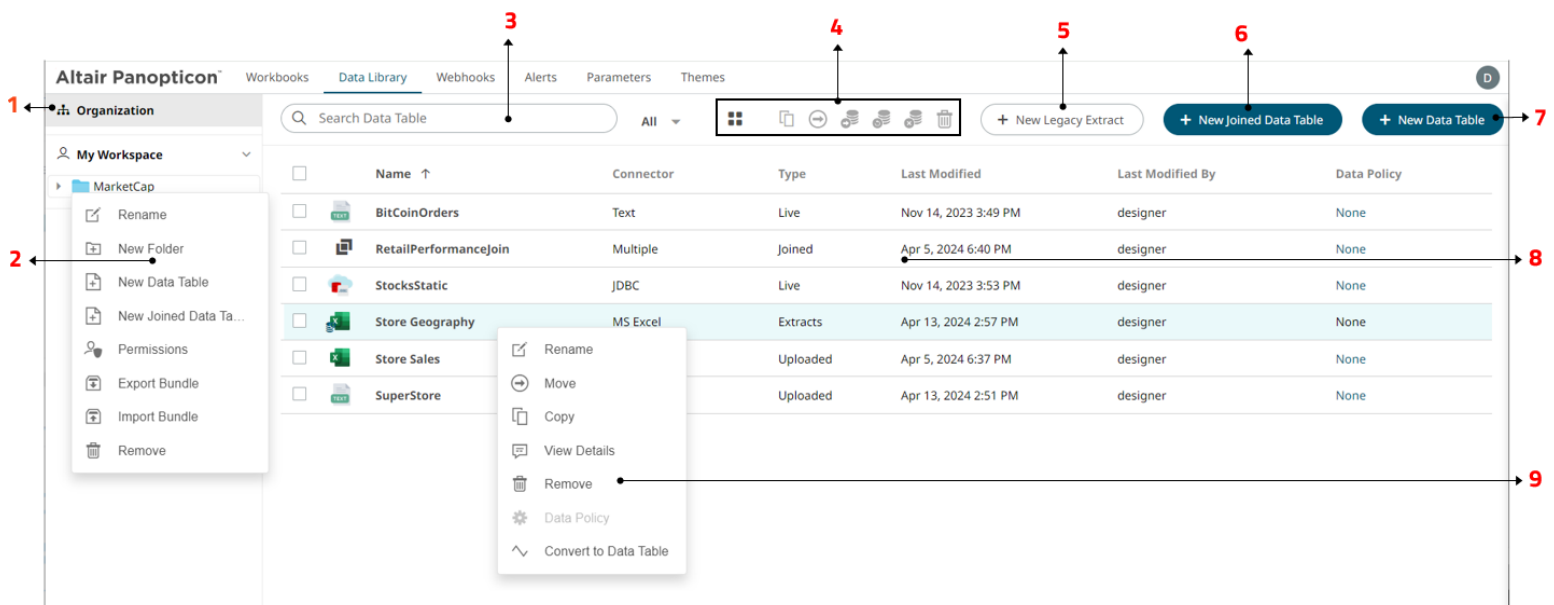 3
4
5
6
Altair Panopticon™ Workbooks Data Library Webhooks Alerts Parameters Themes D
1 Organization
Search Data Table All + New Legacy Extract + New Joined Data Table + New Data Table 7
My Workspace
MarketCap
Name ↑ Connector Type Last Modified Last Modified By Data Policy
TEXT BitCoinOrders Text Live Nov 14, 2023 3:49 PM designer None
RetailPerformanceJoin Multiple Joined Apr 5, 2024 6:40 PM designer None
StocksStatic JDBC Live Nov 14, 2023 3:53 PM designer None
Store Geography MS Excel Extracts Apr 13, 2024 2:57 PM designer None
Store Sales Uploaded Apr 5, 2024 6:37 PM designer None
TEXT SuperStore Uploaded Apr 13, 2024 2:51 PM designer None
8
2
Rename
New Folder
New Data Table
New Joined Data Ta...
Permissions
Export Bundle
Import Bundle
Remove
Rename
Move
Copy
View Details
Remove
Data Policy
Convert to Data Table
9